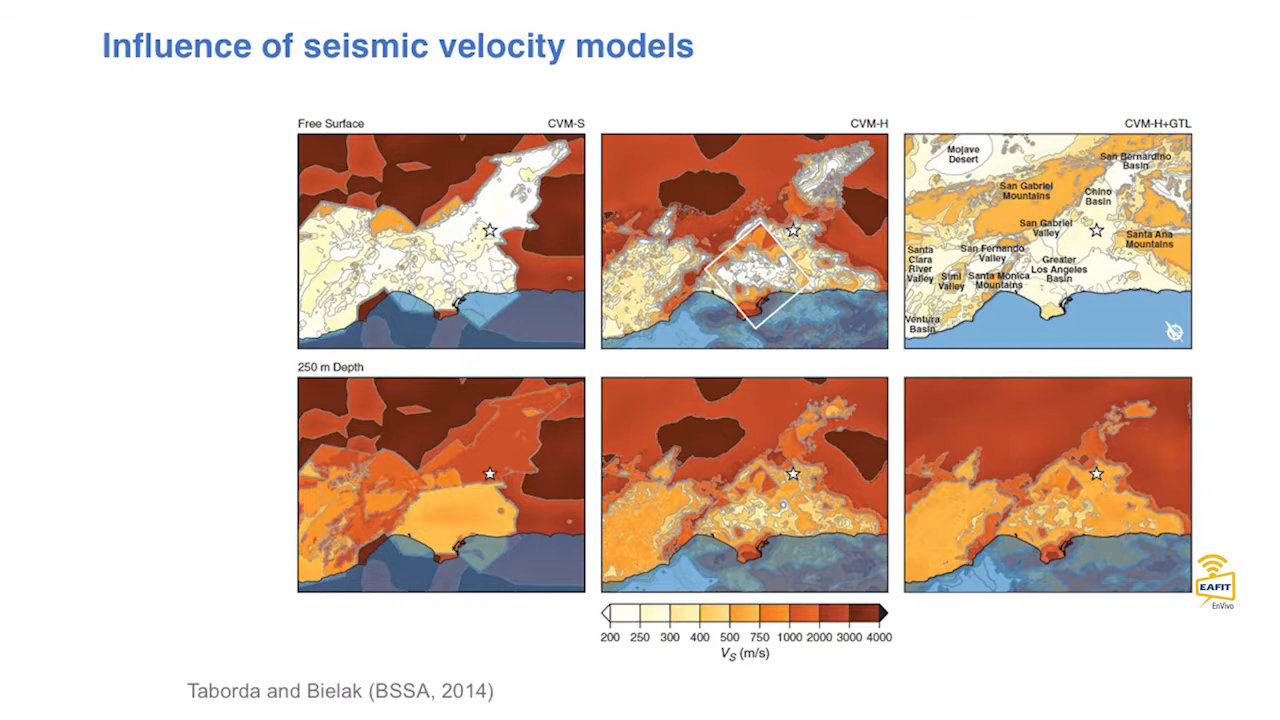 Influence of seismic velocity models
Free Surface
CVM-S
CVM-H
CVM-H+GTL
Mojave
Desert
San Bernardino
Basin
San Gabriel
Mountains
Chino
Basin
San Gabriel
Valley
Santa Ana
Mountains
Santa
Clara
River
Valley
San Fernando
Valley
Greater
Los Angeles
Basin
Simi
Valley
Santa Monica
Mountains
Ventura
Basin
250 m Depth
200 250 300 400 500 750 1000 2000 3000 4000
VS (m/s)
EAFIT
EnVivo
Taborda and Bielak (BSSA, 2014)